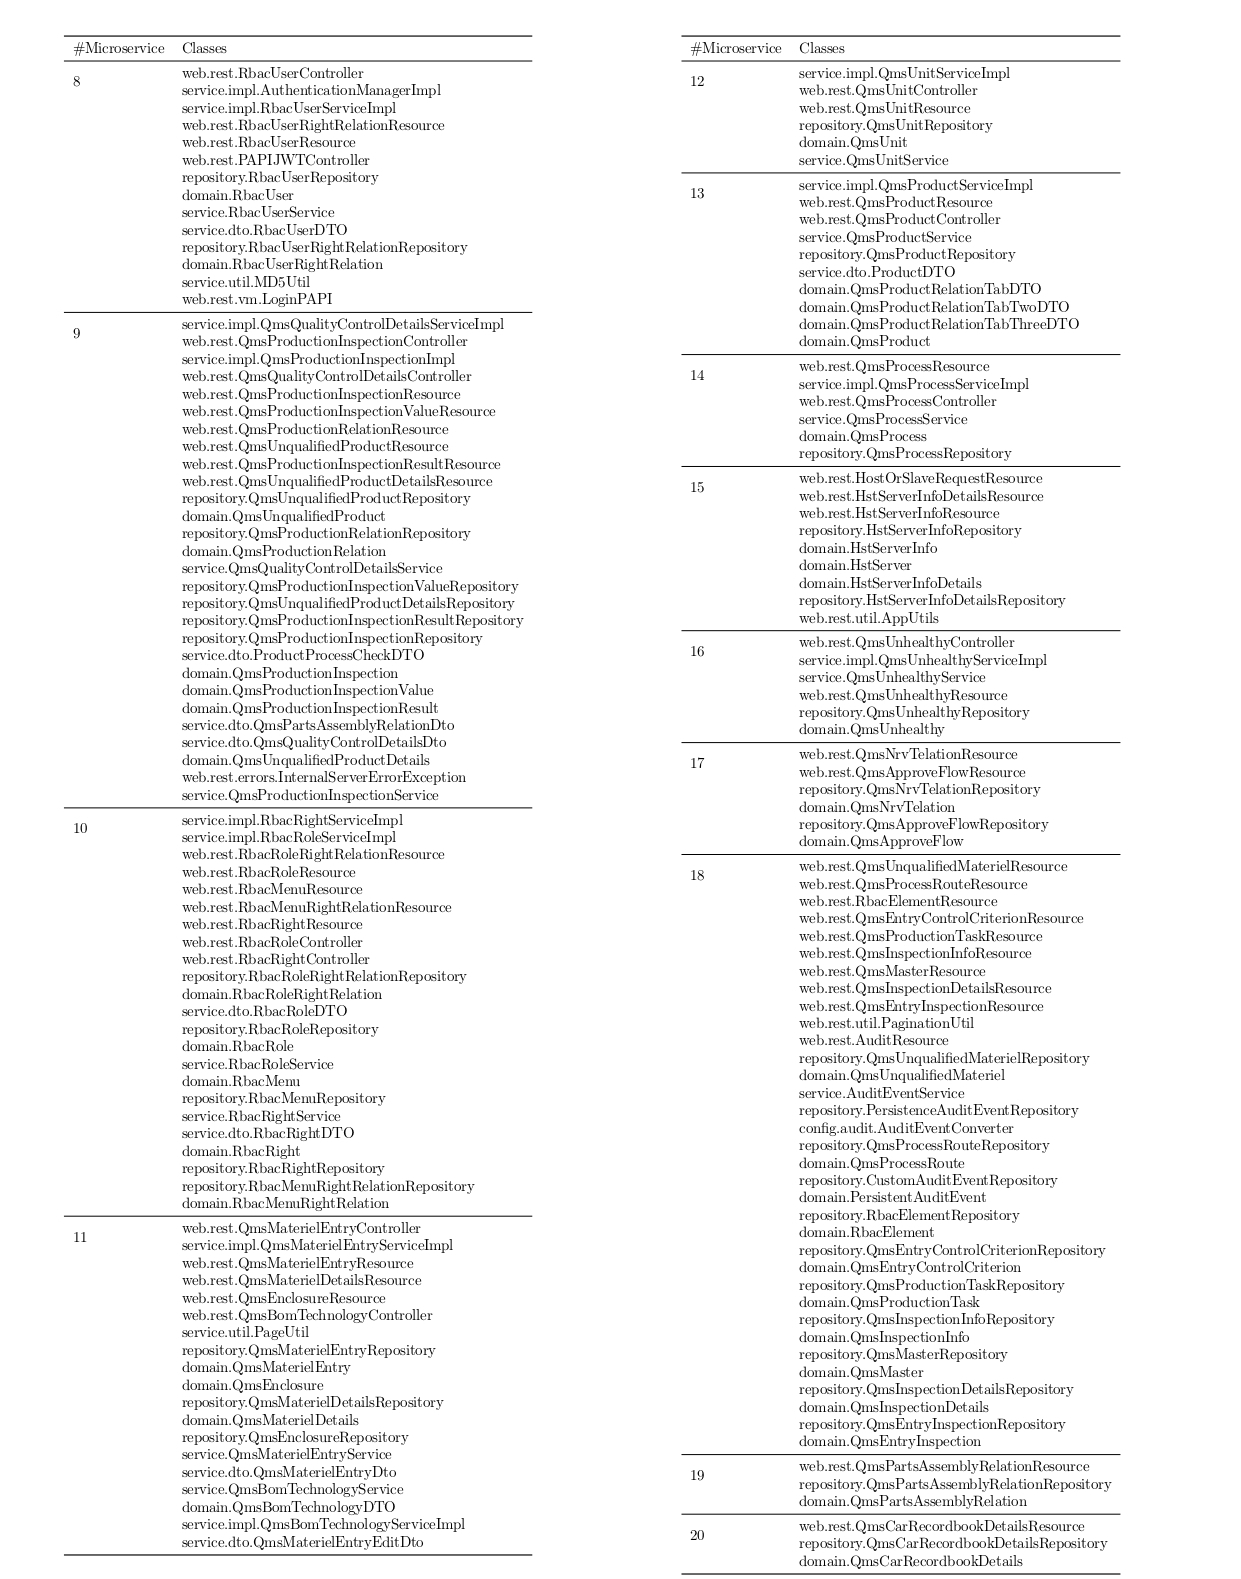 #Microservice Classes
8 web.rest.RbacUserController
service.impl.AuthenticationManagerImpl
service.impl.RbacUserServiceImpl
web.rest.RbacUserRightRelationResource
web.rest.RbacUserResource
web.rest.PAPIJWTController
repository.RbacUserRepository
domain.RbacUser
service.RbacUserService
service.dto.RbacUserDTO
repository.RbacUserRightRelationRepository
domain.RbacUserRightRelation
service.util.MD5Util
web.rest.vm.LoginPAPI
9 service.impl.QmsQualityControlDetailsServiceImpl
web.rest.QmsProductionInspectionController
service.impl.QmsProductionInspectionImpl
web.rest.QmsQualityControlDetailsController
web.rest.QmsProductionInspectionResource
web.rest.QmsProductionInspectionValueResource
web.rest.QmsProductionRelationResource
web.rest.QmsUnqualifiedProductResource
web.rest.QmsProductionInspectionResultResource
web.rest.QmsUnqualifiedProductDetailsResource
repository.QmsUnqualifiedProductRepository
domain.QmsUnqualifiedProduct
repository.QmsProductionRelationRepository
domain.QmsProductionRelation
service.QmsQualityControlDetailsService
repository.QmsProductionInspectionValueRepository
repository.QmsUnqualifiedProductDetailsRepository
repository.QmsProductionInspectionResultRepository
repository.QmsProductionInspectionRepository
service.dto.ProductProcessCheckDTO
domain.QmsProductionInspection
domain.QmsProductionInspectionValue
domain.QmsProductionInspectionResult
service.dto.QmsPartsAssemblyRelationDto
service.dto.QmsQualityControlDetailsDto
domain.QmsUnqualifiedProductDetails
web.rest.errors.InternalServerErrorException
service.QmsProductionInspectionService
10 service.impl.RbacRightServiceImpl
service.impl.RbacRoleServiceImpl
web.rest.RbacRoleRightRelationResource
web.rest.RbacRoleResource
web.rest.RbacMenuResource
web.rest.RbacMenuRightRelationResource
web.rest.RbacRightResource
web.rest.RbacRoleController
web.rest.RbacRightController
repository.RbacRoleRightRelationRepository
domain.RbacRoleRightRelation
service.dto.RbacRoleDTO
repository.RbacRoleRepository
domain.RbacRole
service.RbacRoleService
domain.RbacMenu
repository.RbacMenuRepository
service.RbacRightService
service.dto.RbacRightDTO
domain.RbacRight
repository.RbacRightRepository
repository.RbacMenuRightRelationRepository
domain.RbacMenuRightRelation
11 web.rest.QmsMaterielEntryController
service.impl.QmsMaterielEntryServiceImpl
web.rest.QmsMaterielEntryResource
web.rest.QmsMaterielDetailsResource
web.rest.QmsEnclosureResource
web.rest.QmsBomTechnologyController
service.util.PageUtil
repository.QmsMaterielEntryRepository
domain.QmsMaterielEntry
domain.QmsEnclosure
repository.QmsMaterielDetailsRepository
domain.QmsMaterielDetails
repository.QmsEnclosureRepository
service.QmsMaterielEntryService
service.dto.QmsMaterielEntryDto
service.QmsBomTechnologyService
domain.QmsBomTechnologyDTO
service.impl.QmsBomTechnologyServiceImpl
service.dto.QmsMaterielEntryEditDto
#Microservice Classes
12 service.impl.QmsUnitServiceImpl
web.rest.QmsUnitController
web.rest.QmsUnitResource
repository.QmsUnitRepository
domain.QmsUnit
service.QmsUnitService
13 service.impl.QmsProductServiceImpl
web.rest.QmsProductResource
web.rest.QmsProductController
service.QmsProductService
repository.QmsProductRepository
service.dto.ProductDTO
domain.QmsProductRelationTabDTO
domain.QmsProductRelationTabTwoDTO
domain.QmsProductRelationTabThreeDTO
domain.QmsProduct
14 web.rest.QmsProcessResource
service.impl.QmsProcessServiceImpl
web.rest.QmsProcessController
service.QmsProcessService
domain.QmsProcess
repository.QmsProcessRepository
15 web.rest.HostOrSlaveRequestResource
web.rest.HstServerInfoDetailsResource
web.rest.HstServerInfoResource
repository.HstServerInfoRepository
domain.HstServerInfo
domain.HstServer
domain.HstServerInfoDetails
repository.HstServerInfoDetailsRepository
web.rest.util.AppUtils
16 web.rest.QmsUnhealthyController
service.impl.QmsUnhealthyServiceImpl
service.QmsUnhealthyService
web.rest.QmsUnhealthyResource
repository.QmsUnhealthyRepository
domain.QmsUnhealthy
17 web.rest.QmsNrvTelationResource
web.rest.QmsApproveFlowResource
repository.QmsNrvTelationRepository
domain.QmsNrvTelation
repository.QmsApproveFlowRepository
domain.QmsApproveFlow
18 web.rest.QmsUnqualifiedMaterielResource
web.rest.QmsProcessRouteResource
web.rest.RbacElementResource
web.rest.QmsEntryControlCriterionResource
web.rest.QmsProductionTaskResource
web.rest.QmsInspectionInfoResource
web.rest.QmsMasterResource
web.rest.QmsInspectionDetailsResource
web.rest.QmsEntryInspectionResource
web.rest.util.PaginationUtil
web.rest.AuditResource
repository.QmsUnqualifiedMaterielRepository
domain.QmsUnqualifiedMateriel
service.AuditEventService
repository.PersistenceAuditEventRepository
config.audit.AuditEventConverter
repository.QmsProcessRouteRepository
domain.QmsProcessRoute
repository.CustomAuditEventRepository
domain.PersistentAuditEvent
repository.RbacElementRepository
domain.RbacElement
repository.QmsEntryControlCriterionRepository
domain.QmsEntryControlCriterion
repository.QmsProductionTaskRepository
domain.QmsProductionTask
repository.QmsInspectionInfoRepository
domain.QmsInspectionInfo
repository.QmsMasterRepository
domain.QmsMaster
repository.QmsInspectionDetailsRepository
domain.QmsInspectionDetails
repository.QmsEntryInspectionRepository
domain.QmsEntryInspection
19 web.rest.QmsPartsAssemblyRelationResource
repository.QmsPartsAssemblyRelationRepository
domain.QmsPartsAssemblyRelation
20 web.rest.QmsCarRecordbookDetailsResource
repository.QmsCarRecordbookDetailsRepository
domain.QmsCarRecordbookDetails